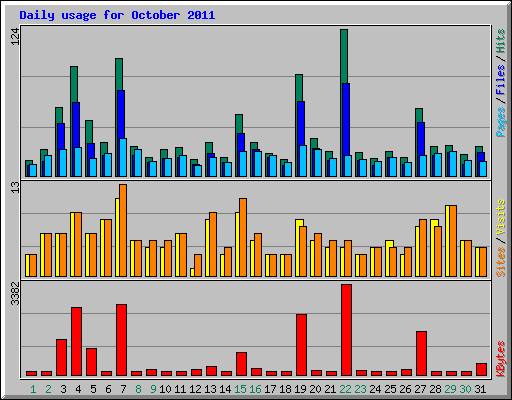 Daily usage for October 2011
124
Pages / Files / Hits
13
Sites / Visits
3382
KBytes
1 2 3 4 5 6 7 8 9 10 11 12 13 14 15 16 17 18 19 20 21 22 23 24 25 26 27 28 29 30 31